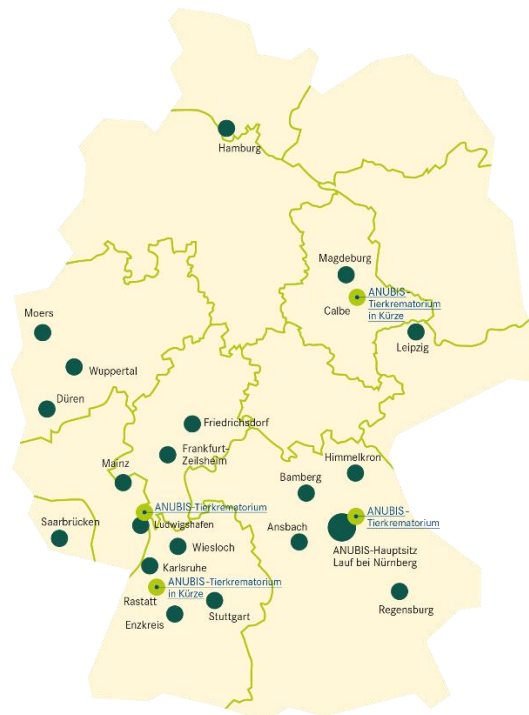 Hamburg
Magdeburg
ANUBIS-
Tierkrematorium
in Kürze
Calbe
Leipzig
Moers
Wuppertal
Düren
Friedrichsdorf
Frankfurt-
Zeilsheim
Mainz
Himmelkron
Bamberg
ANUBIS-Tierkrematorium
Ludwigshafen
ANUBIS-
Tierkrematorium
Saarbrücken
Ansbach
Wiesloch
ANUBIS-Hauptsitz
Lauf bei Nürnberg
Karlsruhe
ANUBIS-Tierkrematorium
in Kürze
Rastatt
Regensburg
Enzkreis
Stuttgart